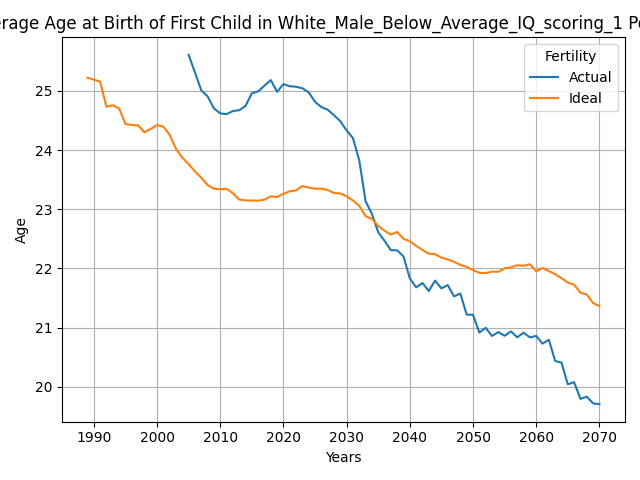 erage Age at Birth of First Child in White_Male_Below_Average_IQ_scoring_1 Po
Fertility
Actual
Ideal
Age
25
24
23
22
21
20
1990 2000 2010 2020 2030 2040 2050 2060 2070
Years